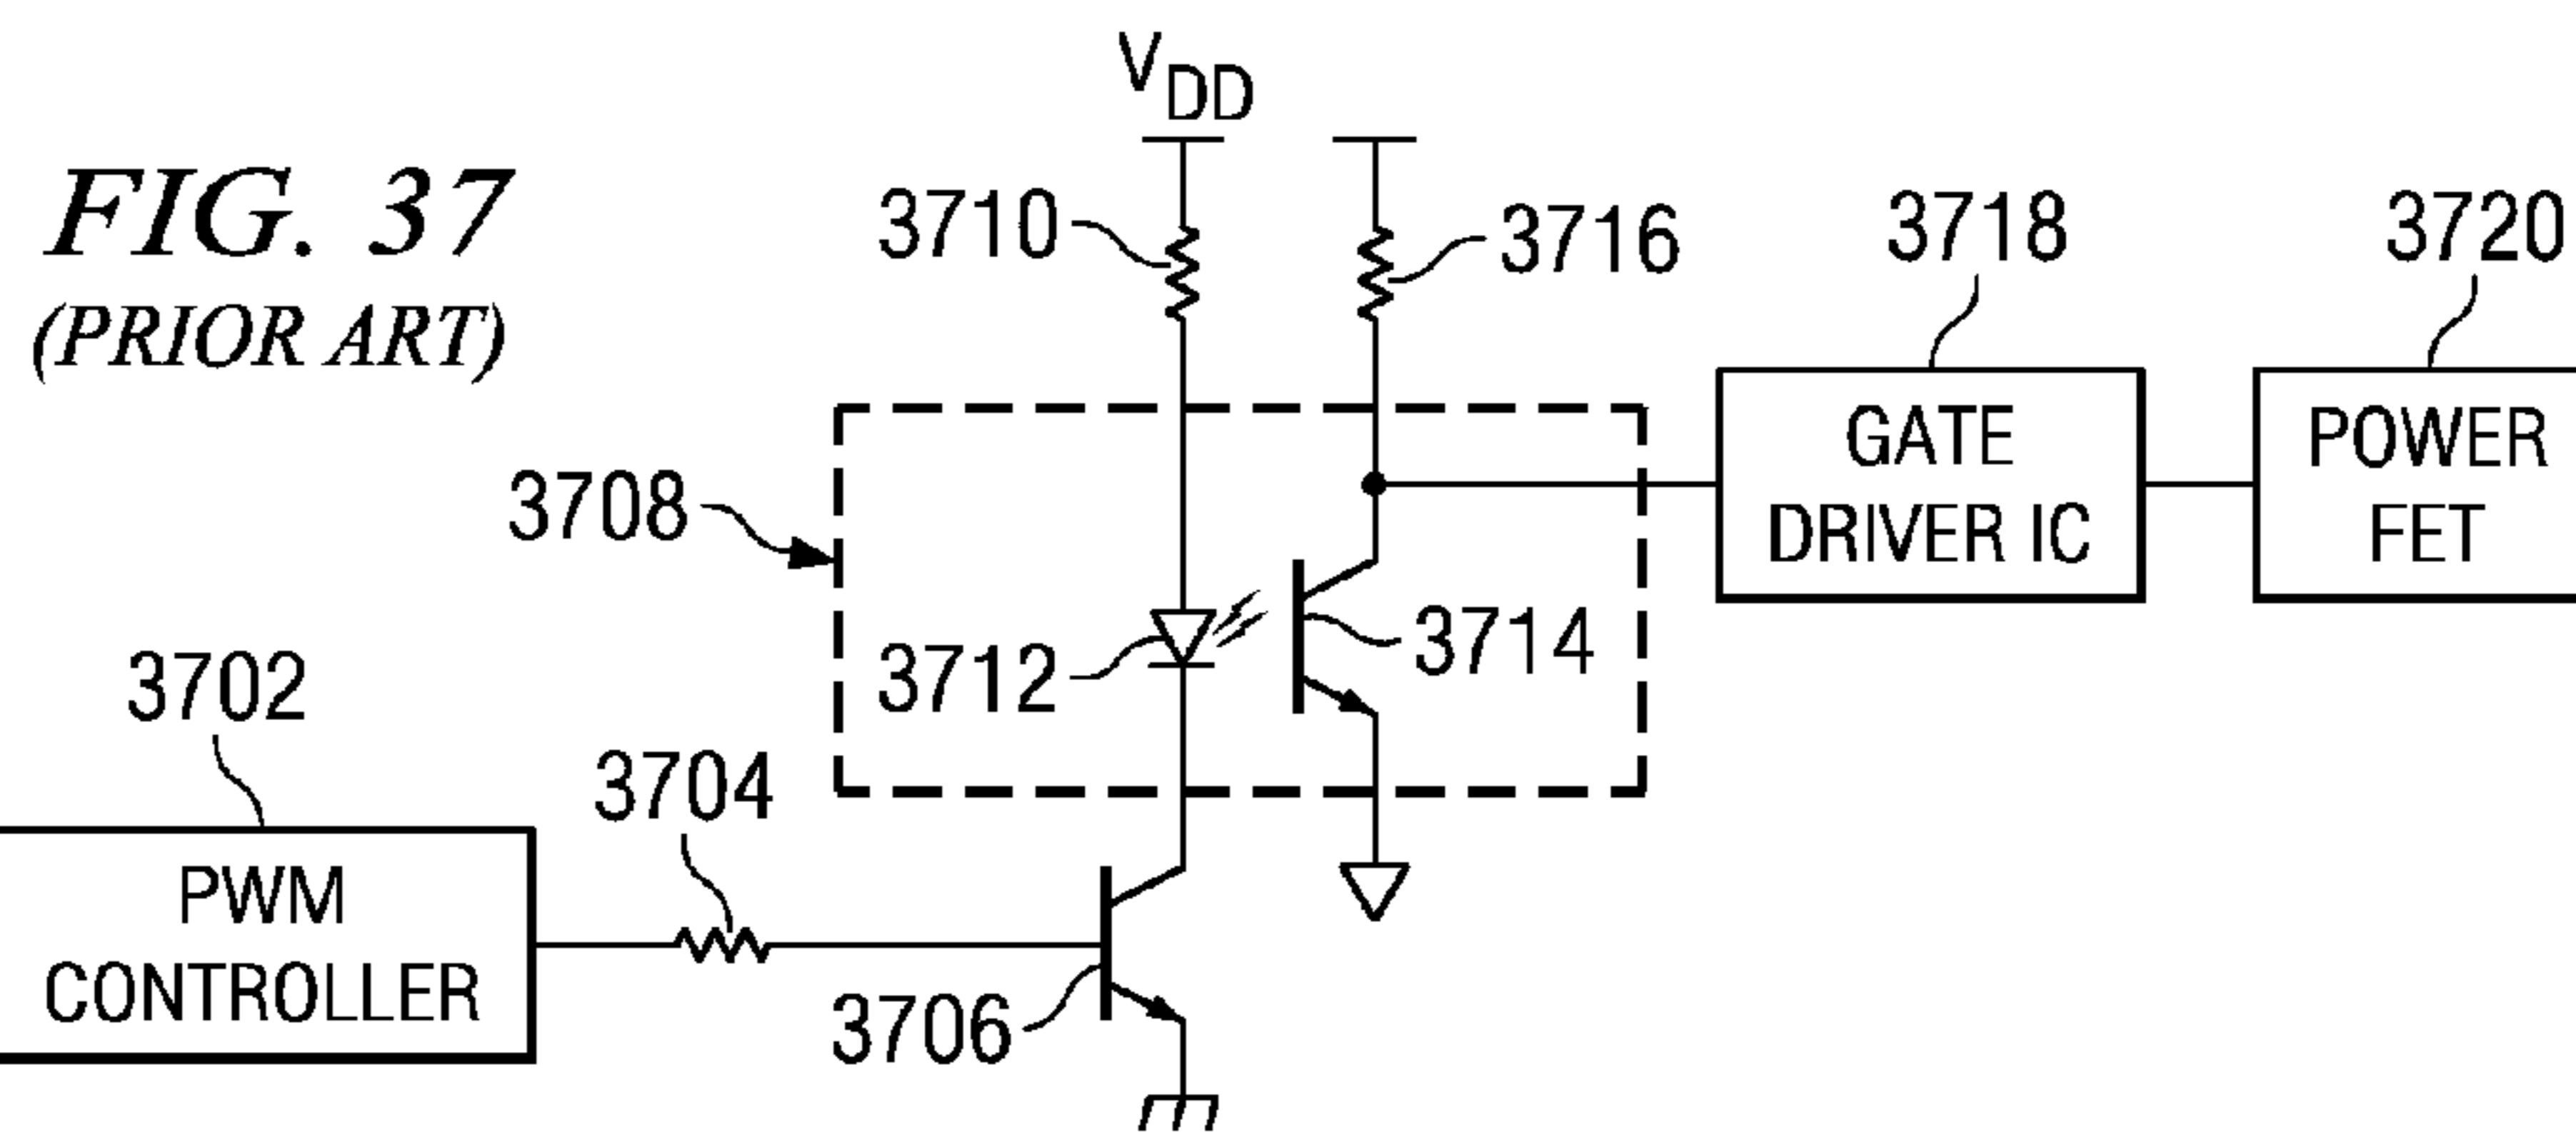 FIG. 37
(PRIOR ART)
VDD
3710
3716
3718
3720
GATE
DRIVER IC
POWER
FET
3708
3712
3714
3702
3704
PWM
CONTROLLER
3706